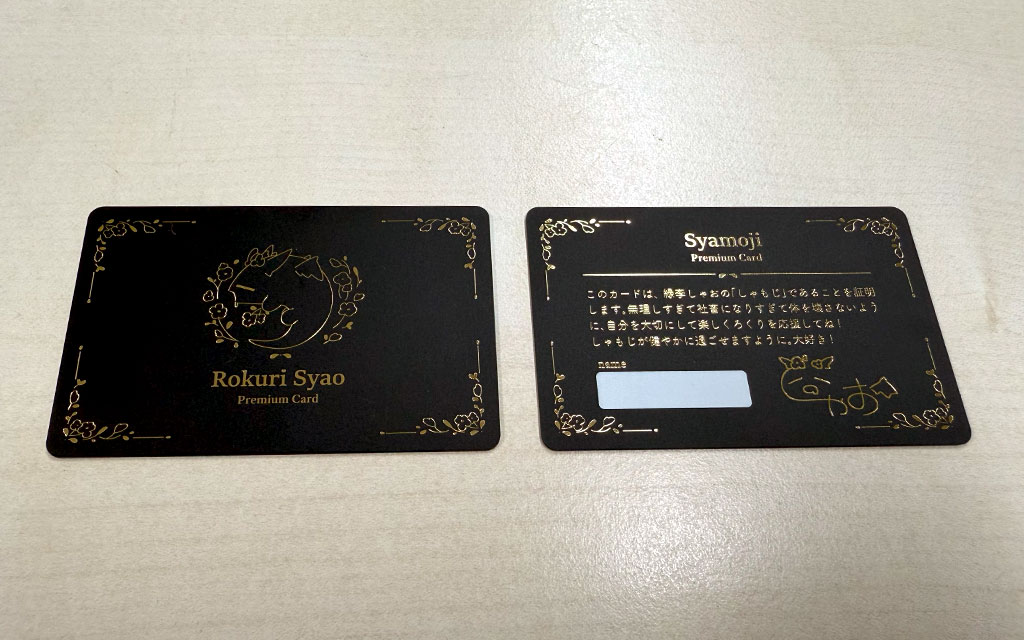 Rokuri Syao
Premium Card
Syamoji
Premium Card
このカードは、緑李しゃおの「しゃもじ」であることを証明
します。無理しすぎて社畜になりすぎて体を壊さないよう
に、自分を大切にして楽しくろくりを応援してね!
しゃもじが健やかに過ごせますように。大好き!
name
しゃお